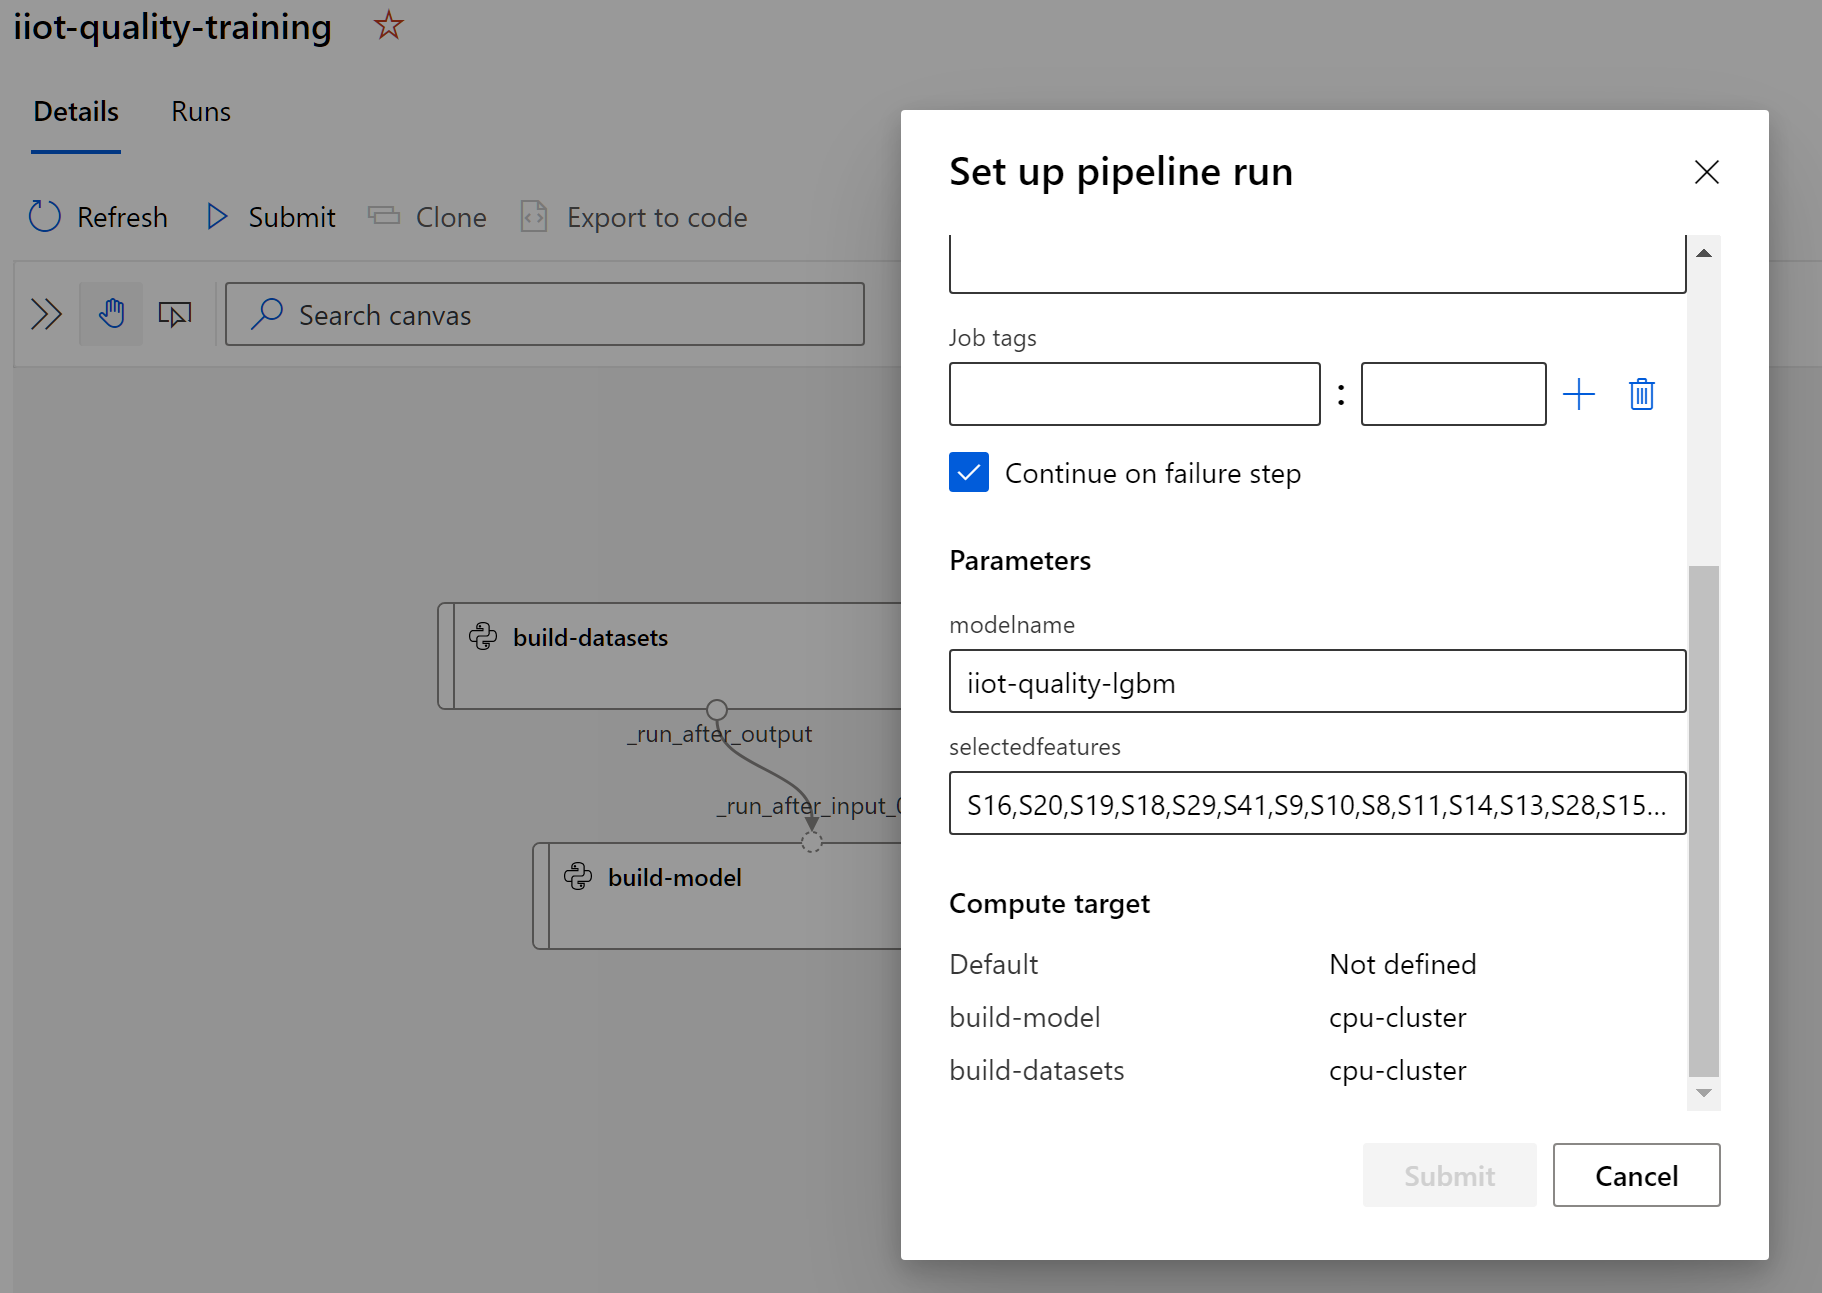 iiot-quality-training
Details Runs
Refresh Submit Clone Export to code
Search canvas
build-datasets
_run_after_output
_run_after_input_0
build-model
Set up pipeline run
Job tags
:
Continue on failure step
Parameters
modelname
iiot-quality-lgbm
selectedfeatures
S16,S20,S19,S18,S29,S41,S9,S10,S8,S11,S14,S13,S28,S15...
Compute target
Default Not defined
build-model cpu-cluster
build-datasets cpu-cluster
Submit Cancel